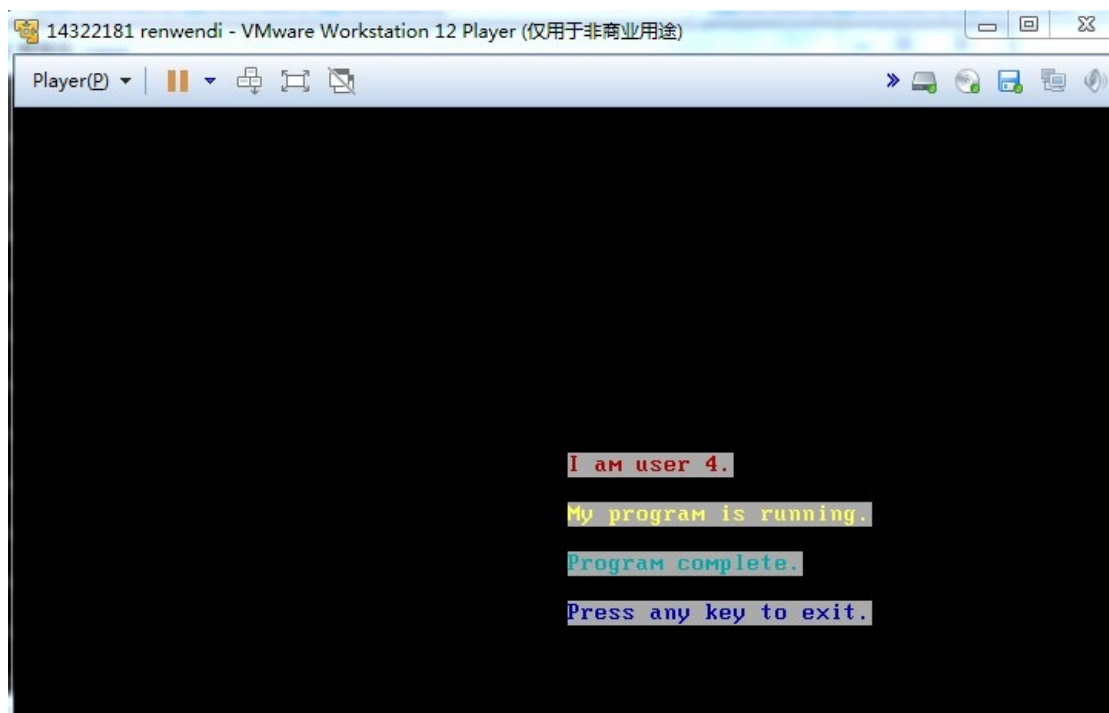 14322181 renwendi - VMware Workstation 12 Player (仅用于非商业用途)
Player(P)
I am user 4.
My program is running.
Program complete.
Press any key to exit.